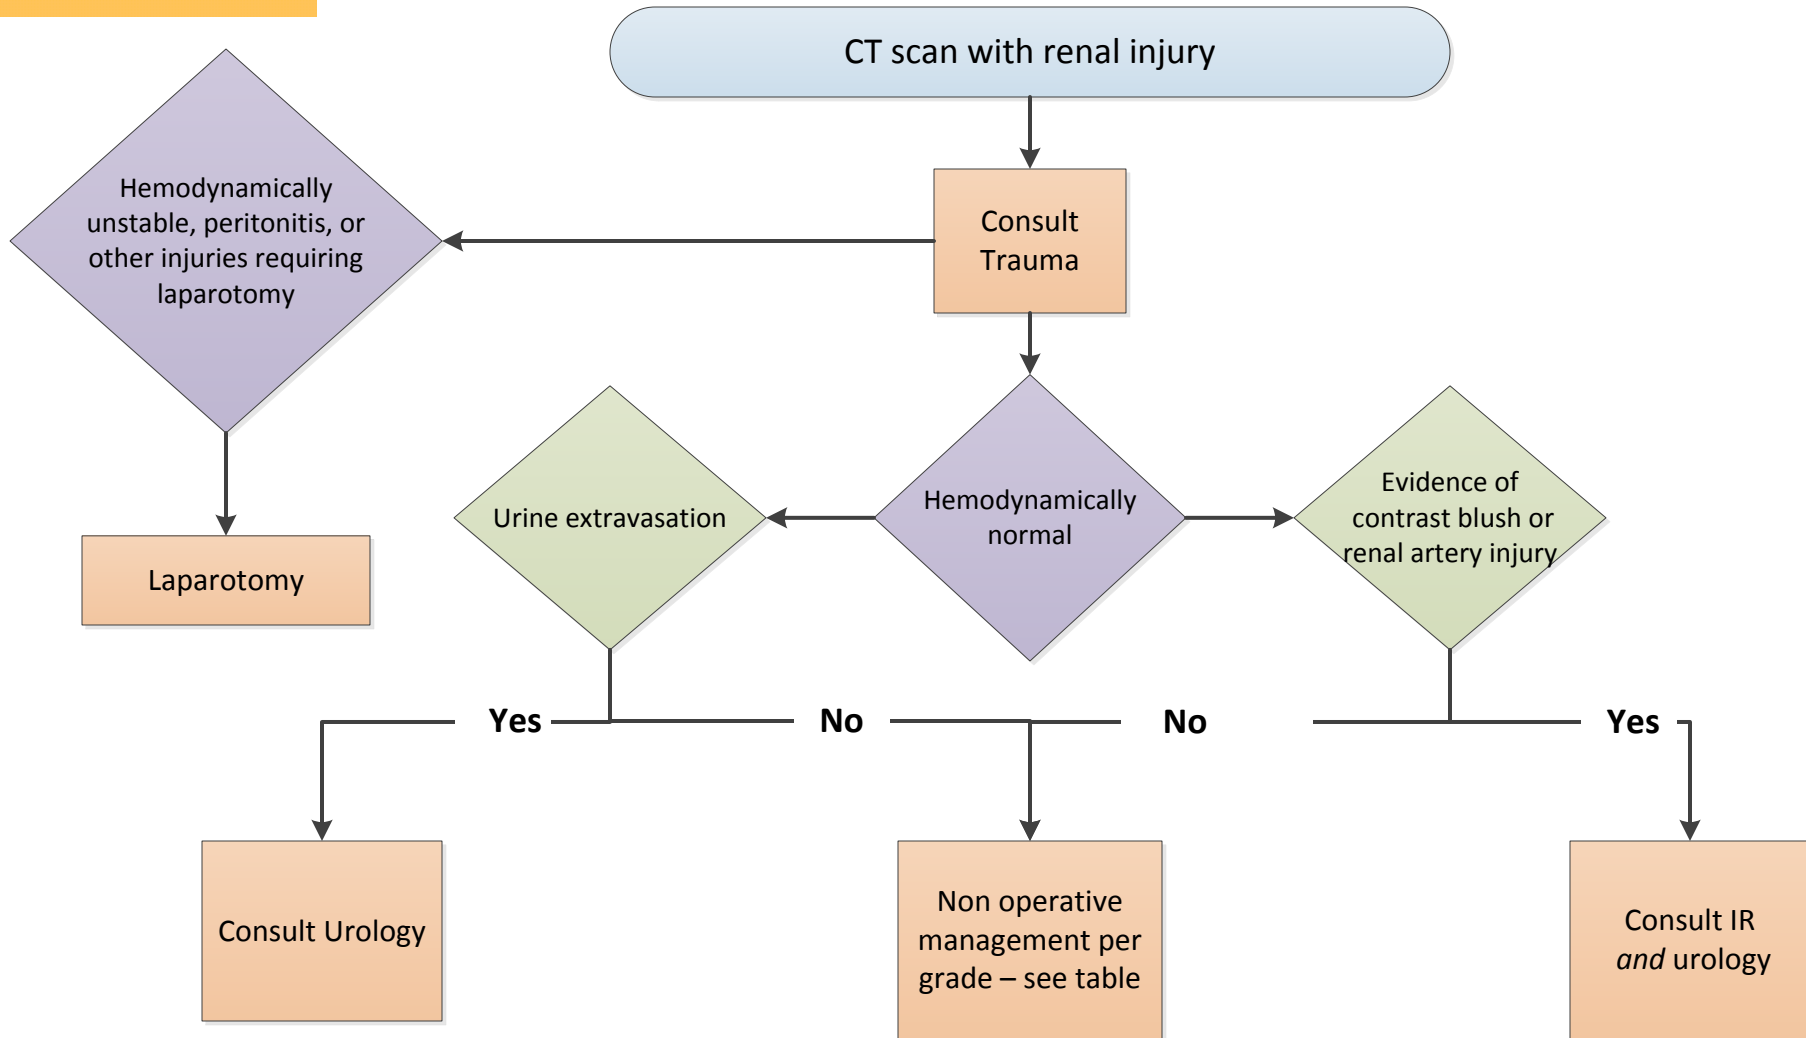 CT scan with renal injury
Hemodynamically
unstable, peritonitis, or
other injuries requiring
laparotomy
Consult
Trauma
Urine extravasation
Hemodynamically
normal
Evidence of
contrast blush or
renal artery injury
Laparotomy
Yes
No
No
Yes
Consult Urology
Non operative
management per
grade – see table
Consult IR
and urology